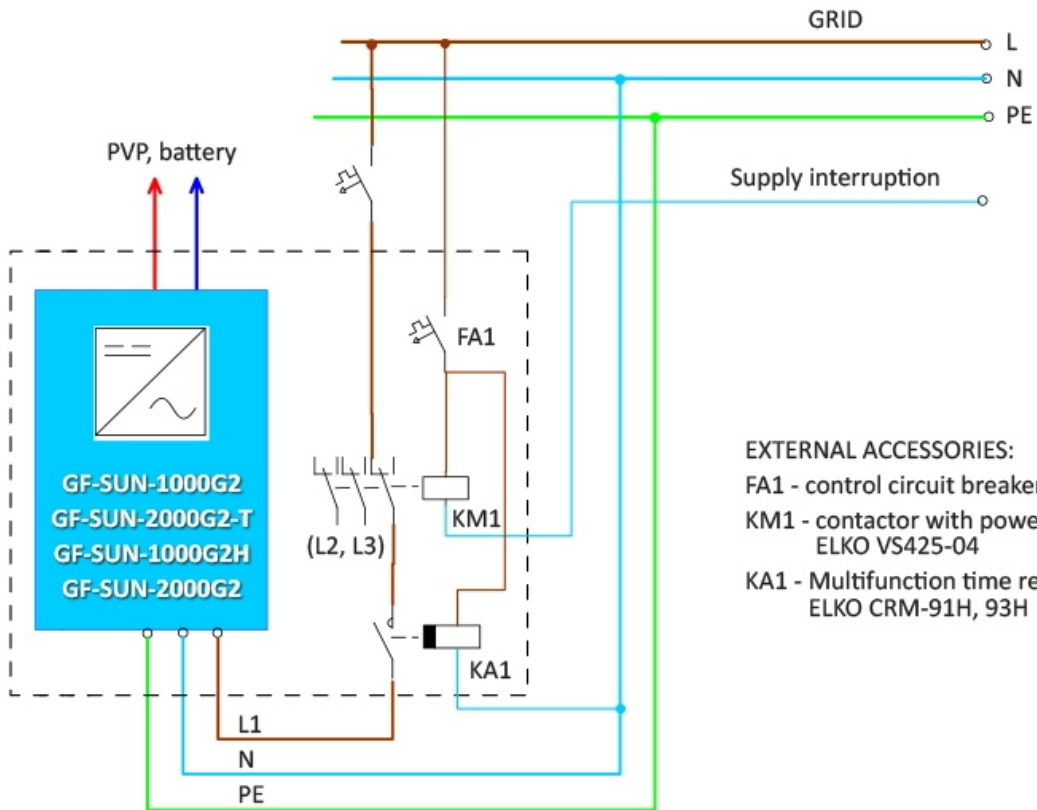 GRID
L
N
PE
PVP, battery
Supply interruption
FA1
GF-SUN-1000G2
GF-SUN-2000G2-T
GF-SUN-1000G2H
GF-SUN-2000G2
KM1
(L2, L3)
KA1
EXTERNAL ACCESSORIES:
FA1 - control circuit breaker
KM1 - contactor with powe
ELKO VS425-04
KA1 - Multifunction time re
ELKO CRM-91H, 93H
L1
N
PE